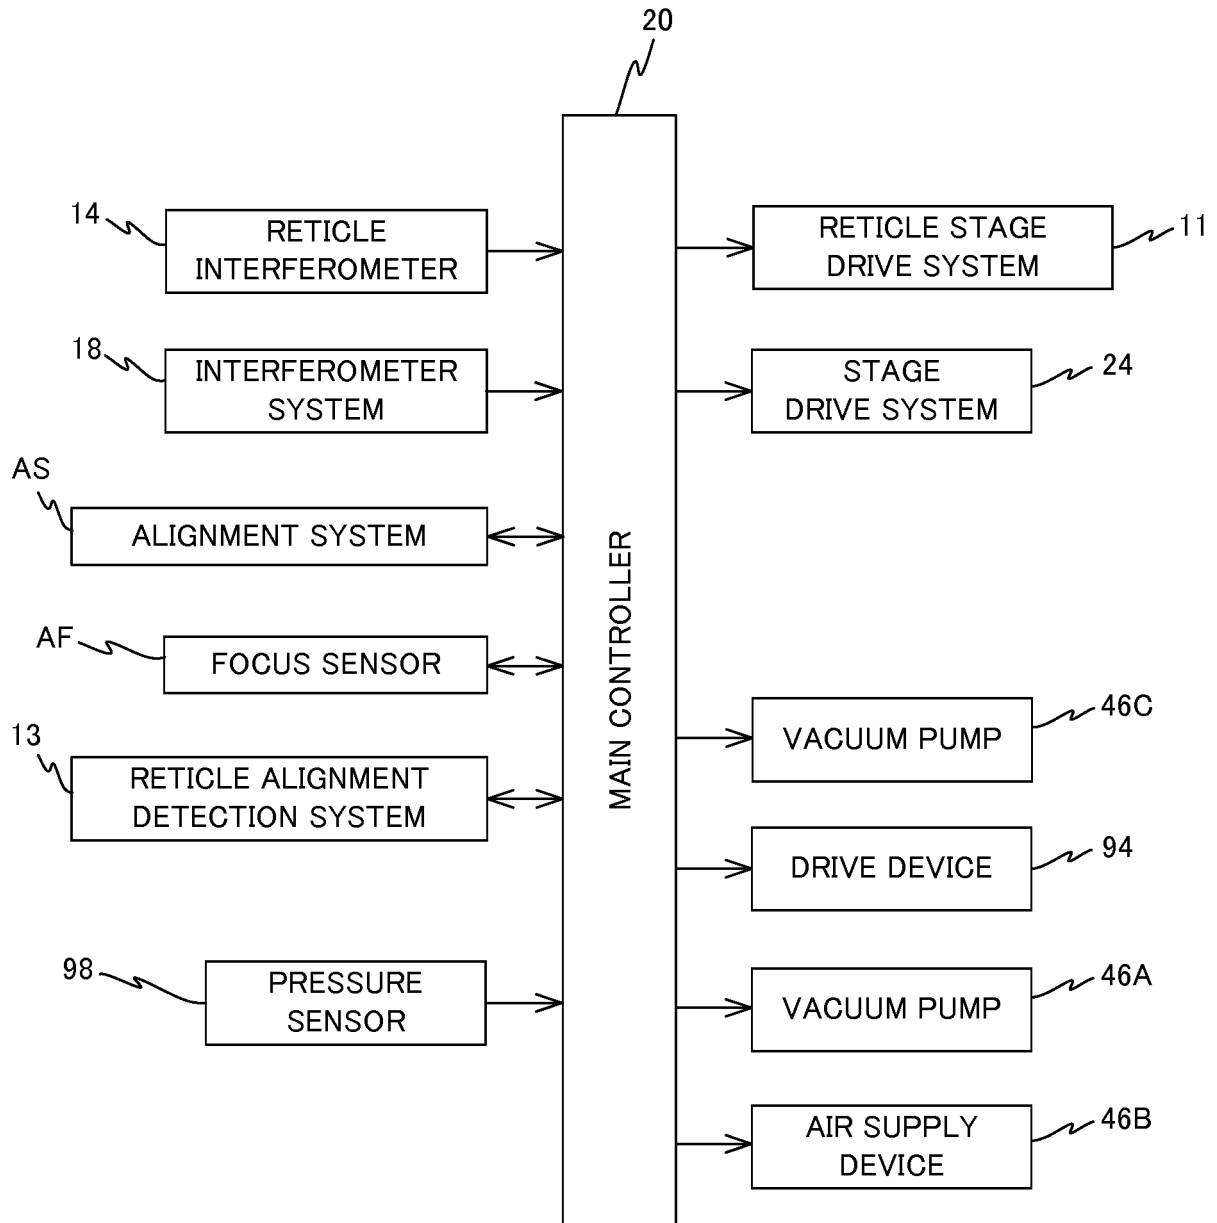 20
14
RETICLE
INTERFEROMETER
RETICLE STAGE
DRIVE SYSTEM
11
18
INTERFEROMETER
SYSTEM
STAGE
DRIVE SYSTEM
24
AS
ALIGNMENT SYSTEM
MAIN CONTROLLER
AF
FOCUS SENSOR
46C
VACUUM PUMP
13
RETICLE ALIGNMENT
DETECTION SYSTEM
94
DRIVE DEVICE
98
PRESSURE
SENSOR
46A
VACUUM PUMP
46B
AIR SUPPLY
DEVICE